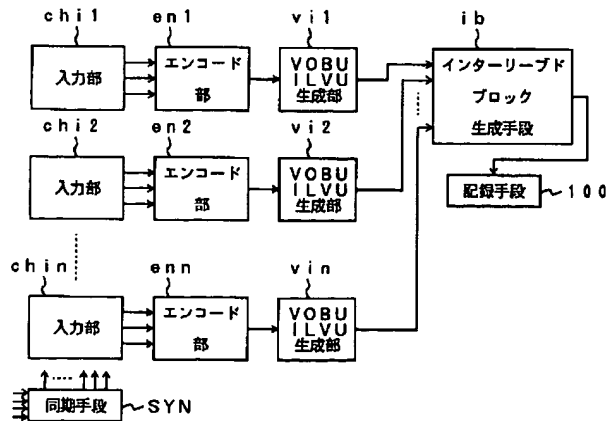 chi1 en1 vi1 ib
入力部
エンコード
部
VOBU
ILVU
生成部
インターリーブド
ブロック
生成手段
chi2 en2 vi2
入力部
エンコード
部
VOBU
ILVU
生成部
記録手段 100
chin enn vin
入力部
エンコード
部
VOBU
ILVU
生成部
同期手段 SYN